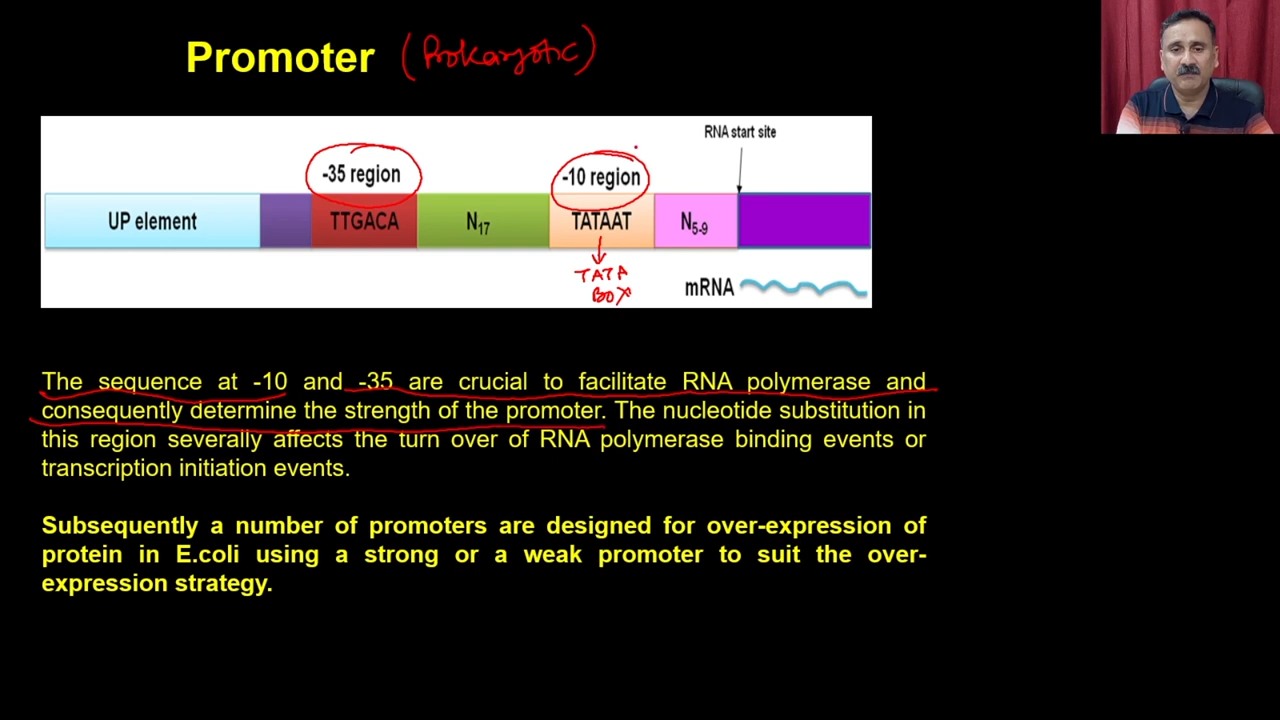 Promoter (Prokaryotic)
RNA start site
-35 region
-10 region
UP element
TTGACA
N17
TATAAT
N5-9
TATA
BOX
mRNA
The sequence at -10 and -35 are crucial to facilitate RNA polymerase and
consequently determine the strength of the promoter. The nucleotide substitution in
this region severally affects the turn over of RNA polymerase binding events or
transcription initiation events.
Subsequently a number of promoters are designed for over-expression of
protein in E.coli using a strong or a weak promoter to suit the over-
expression strategy.